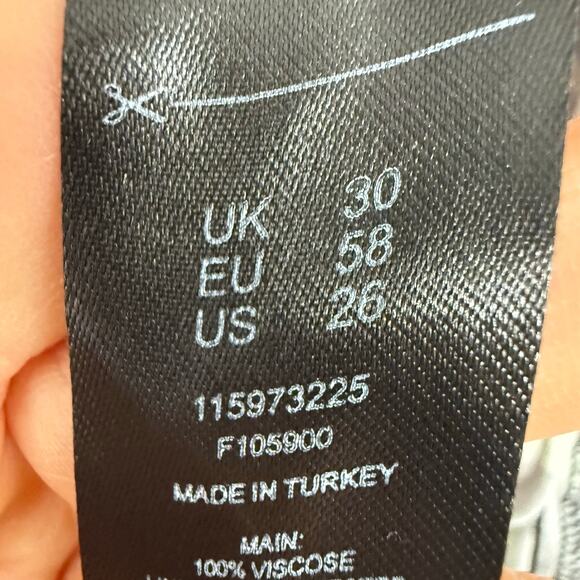 UK 30
EU 58
US 26
115973225
F105900
MADE IN TURKEY
MAIN:
100% VISCOSE